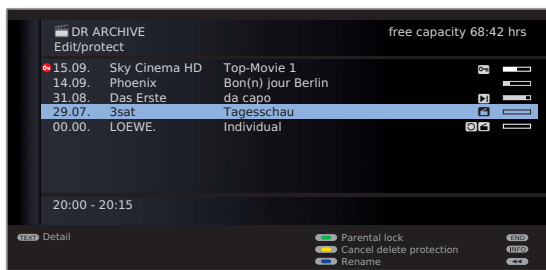 DR ARCHIVE free capacity 68:42 hrs
Edit/protect
15.09. Sky Cinema HD Top-Movie 1
14.09. Phoenix Bon(n) jour Berlin
31.08. Das Erste da capo
29.07. 3sat Tagesschau
00.00. LOEWE. Individual
20:00 - 20:15
TEXT Detail Parental lock END
Cancel delete protection INFO
Rename